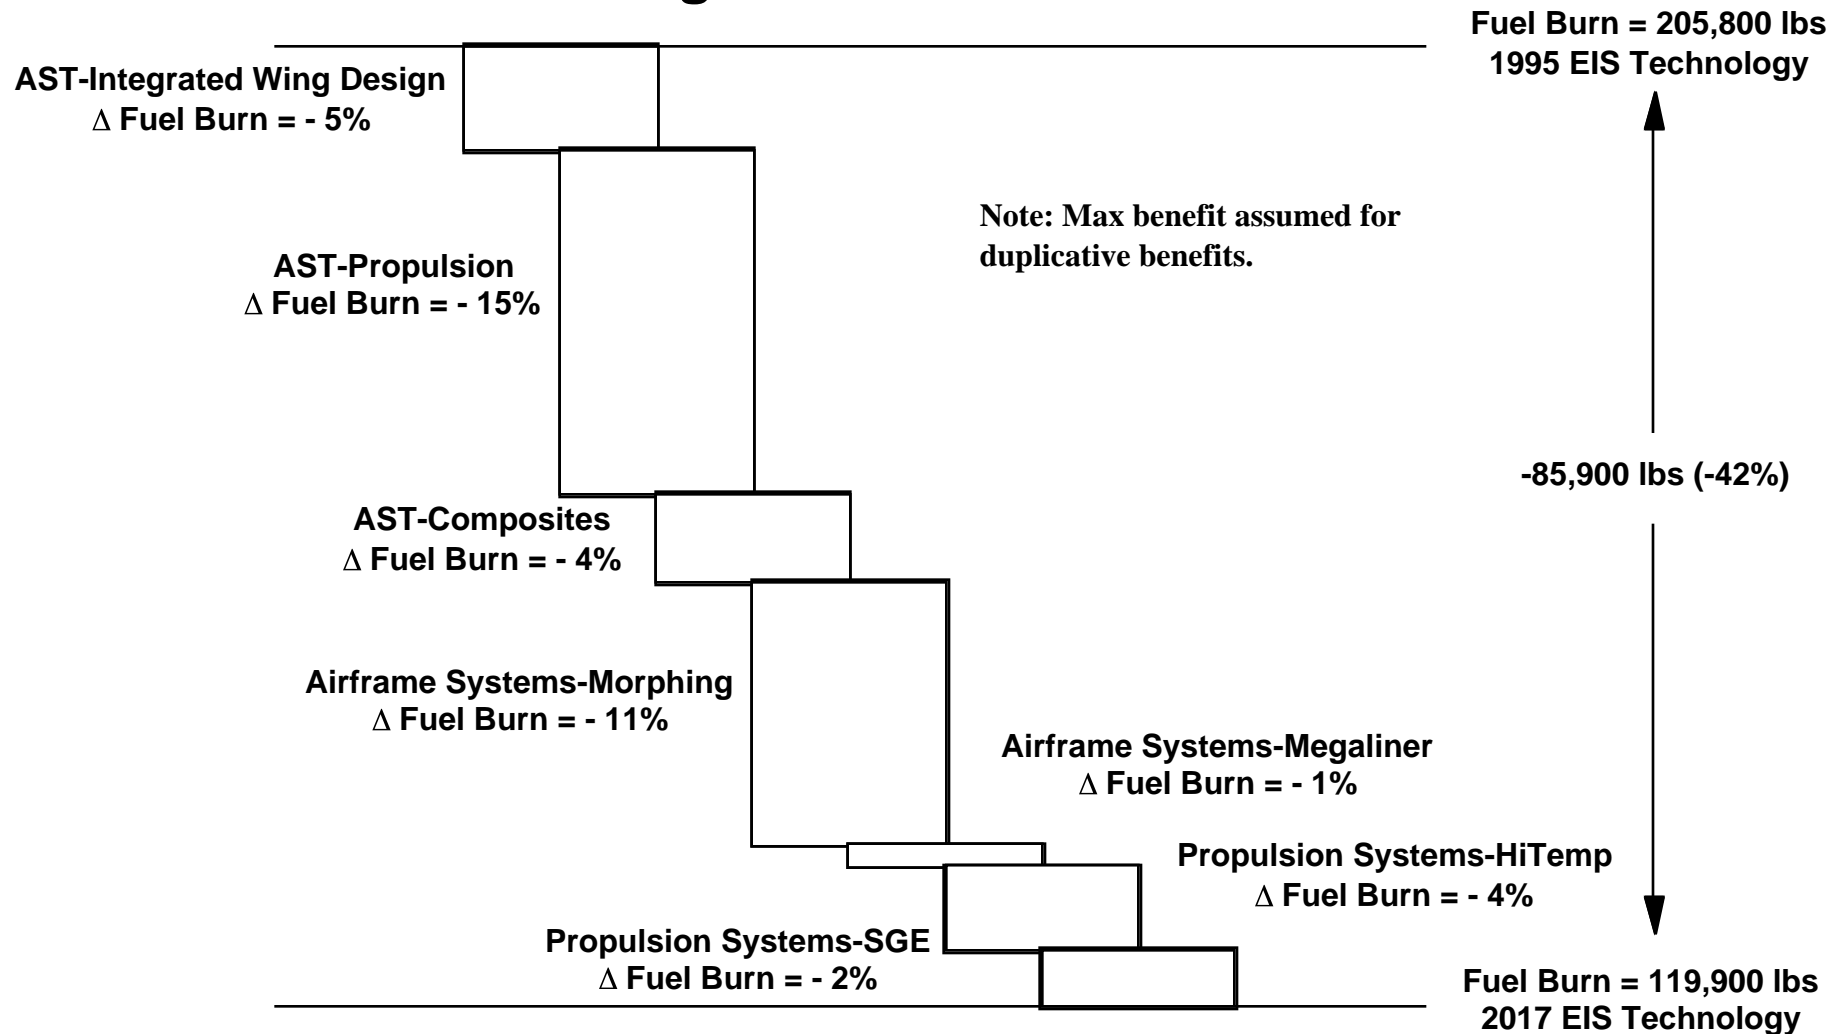 Fuel Burn = 205,800 lbs
1995 EIS Technology
AST-Integrated Wing Design
Δ Fuel Burn = - 5%
Note: Max benefit assumed for
duplicative benefits.
AST-Propulsion
Δ Fuel Burn = - 15%
-85,900 lbs (-42%)
AST-Composites
Δ Fuel Burn = - 4%
Airframe Systems-Morphing
Δ Fuel Burn = - 11%
Airframe Systems-Megaliner
Δ Fuel Burn = - 1%
Propulsion Systems-HiTemp
Δ Fuel Burn = - 4%
Propulsion Systems-SGE
Δ Fuel Burn = - 2%
Fuel Burn = 119,900 lbs
2017 EIS Technology